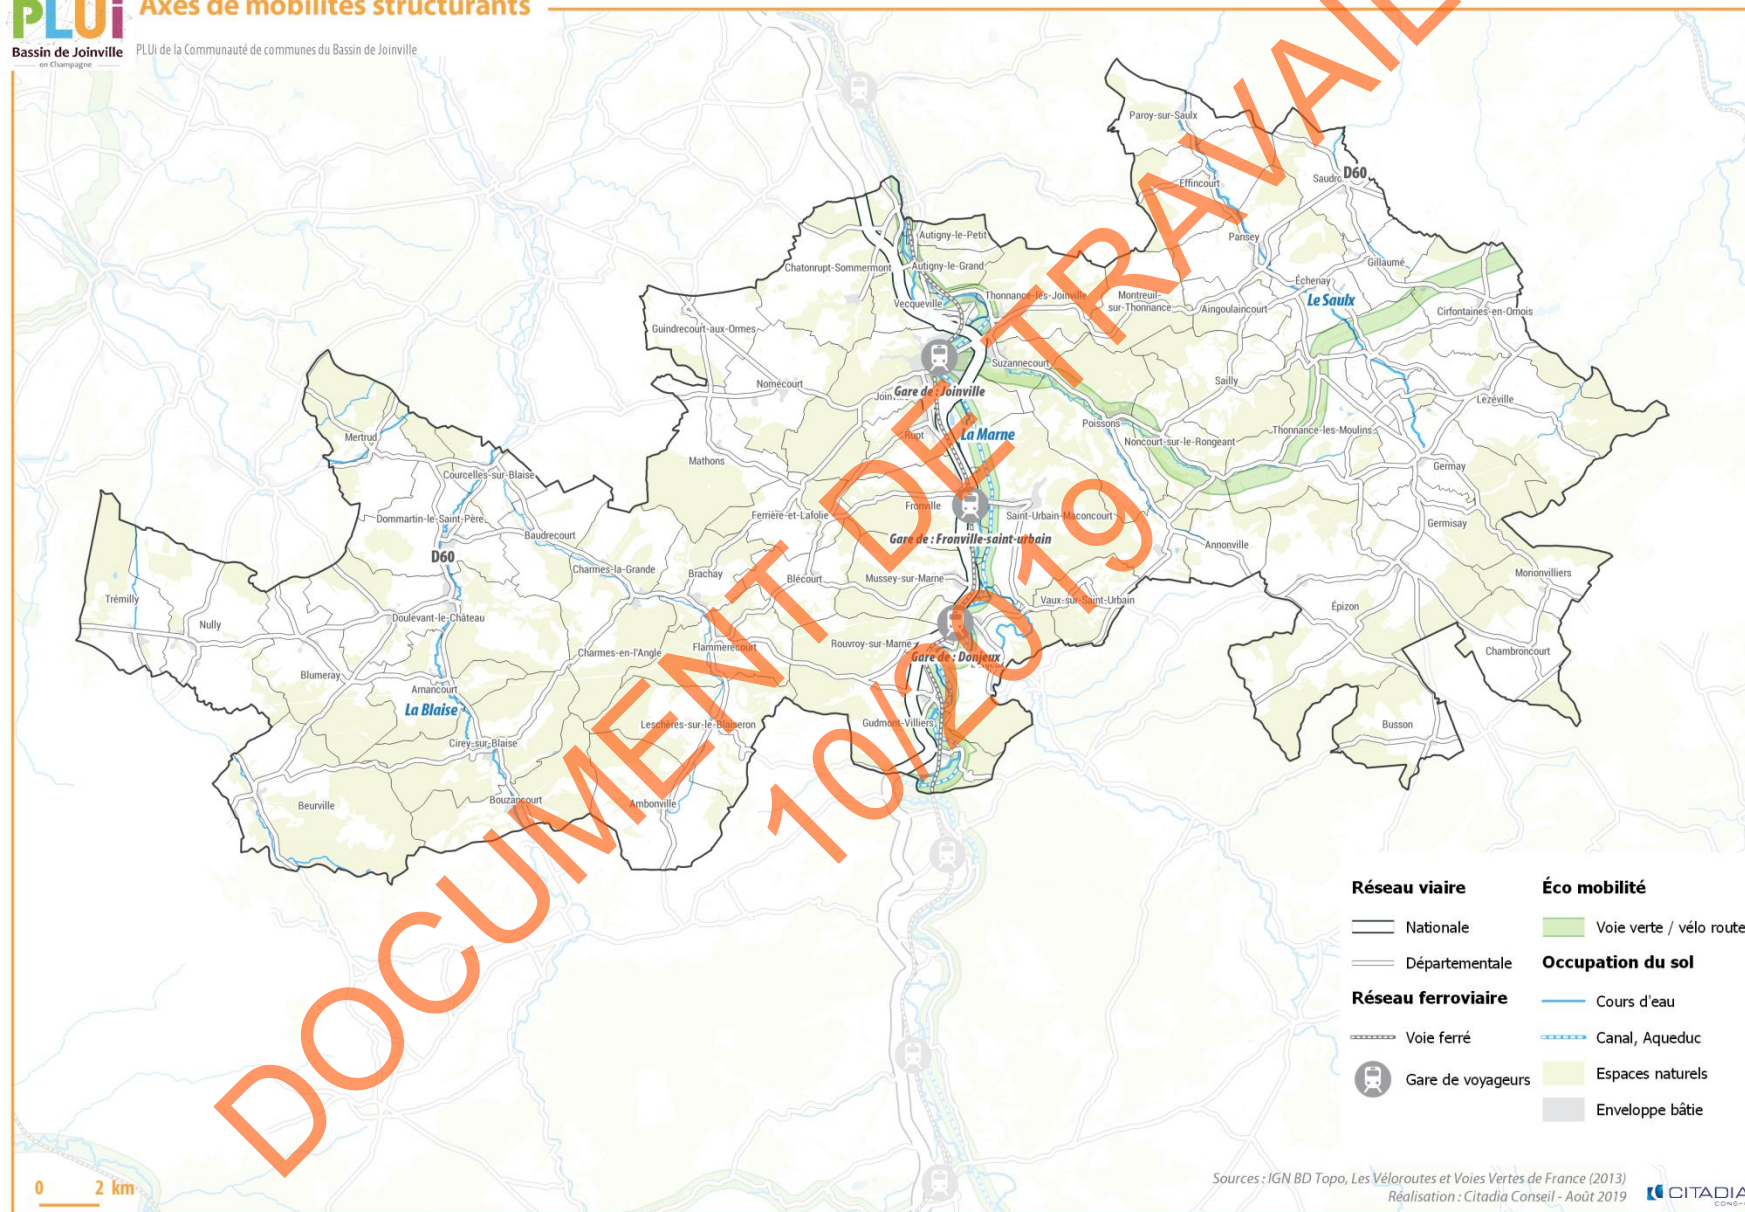 PLUi
Axes de mobilités structurants
Bassin de Joinville
en Champagne
PLUi de la Communauté de communes du Bassin de Joinville
Paroy-sur-Saulx
D60
Effincourt
Pansey
Autigny-le-Petit
Autigny-le-Grand
Chatonrupt-Sommermont
Gillaumé
Échenay
Le Saulx
Thonnance-lès-Joinville
Montreuil-
sur-Thonnance
Aingoulaincourt
Cirfontaines-en-Ornois
Vecqueville
Guindrecourt-aux-Ormes
Suzannecourt
Nomécourt
Gare de : Joinville
Sailly
Lezéville
Poissons
Mertrud
Rupt
La Marne
Noncourt-sur-le-Rongeant
Thonnance-les-Moulins
Mathons
Germay
Courcelles-sur-Blaise
Ferrière-et-Lafolie
Fronville
Saint-Urbain-Maconcourt
Dommartin-le-Saint-Père
Germisay
Baudrecourt
Gare de : Fronville-saint-urbain
Annonville
D60
Charmes-la-Grande
Brachay
Blécourt
Mussey-sur-Marne
Morionvilliers
Trémilly
Vaux-sur-Saint-Urbain
Épizon
Nully
Doulevant-le-Château
Rouvroy-sur-Marne
Charmes-en-l'Angle
Flammerécourt
Gare de : Donjeux
Chambroncourt
Blumeray
Arnancourt
La Blaise
Leschères-sur-le-Blaiseron
Gudmont-Villiers
Busson
Cirey-sur-Blaise
Beurville
Bouzancourt
Ambonville
DOCUMENT DE TRAVAIL
10/2019
Réseau viaire
Nationale
Départementale
Réseau ferroviaire
Voie ferré
Gare de voyageurs
Éco mobilité
Voie verte / vélo route
Occupation du sol
Cours d'eau
Canal, Aqueduc
Espaces naturels
Enveloppe bâtie
0 2 km
Sources : IGN BD Topo, Les Véloroutes et Voies Vertes de France (2013)
Réalisation : Citadia Conseil - Août 2019